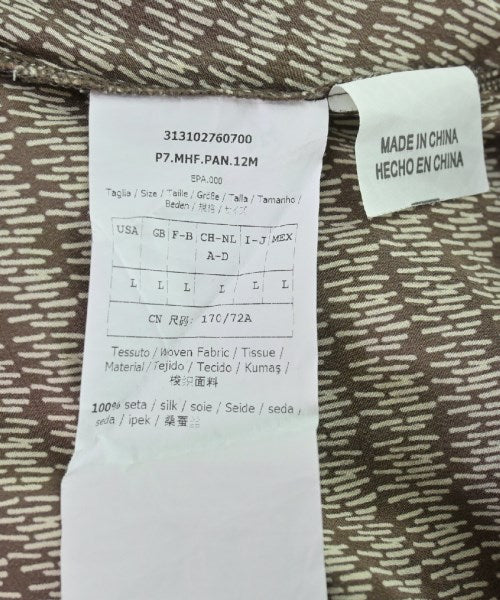 313102760700
P7.MHF.PAN.12M
EPA.000
Taglia / Size / Taille / Größe / Talla / Tamanho /
Beden / 规格 / サイズ
USA GB F-B CH-NL I-J MEX
A-D
L L L L L L
CN 尺码: 170/72A
Tessuto / Woven Fabric / Tissue /
Material / Tejido / Tecido / Kumaş /
梭织面料
100% seta / silk / soie / Seide / seda /
seda / ipek / 桑蚕丝
MADE IN CHINA
HECHO EN CHINA